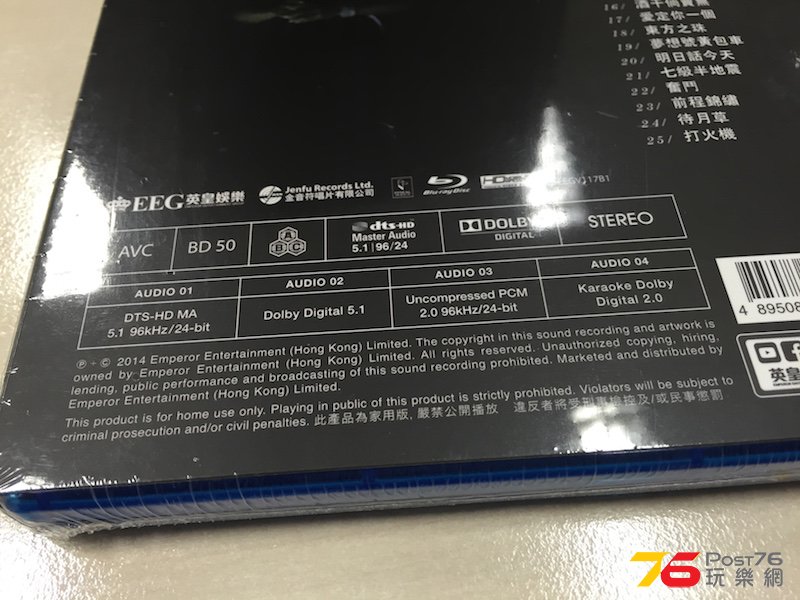 16/ 酒干倘賣無
17/ 愛定你一個
18/ 東方之珠
19/ 夢想號黃包車
20/ 明日話今天
21/ 七級半地震
22/ 奮鬥
23/ 前程錦繡
24/ 待月草
25/ 打火機
EEG 英皇娛樂
Jenfu Records Ltd.
金音符唱片有限公司
Blu-ray Disc
17B1
AVC
BD 50
A B C
dts-HD
Master Audio
5.1 | 96/24
DOLBY
DIGITAL
STEREO
AUDIO 01
AUDIO 02
AUDIO 03
AUDIO 04
DTS-HD MA
5.1 96kHz/24-bit
Dolby Digital 5.1
Uncompressed PCM
2.0 96kHz/24-bit
Karaoke Dolby
Digital 2.0
℗ + © 2014 Emperor Entertainment (Hong Kong) Limited. The copyright in this sound recording and artwork is
owned by Emperor Entertainment (Hong Kong) Limited. All rights reserved. Unauthorized copying, hiring,
lending, public performance and broadcasting of this sound recording prohibited. Marketed and distributed by
Emperor Entertainment (Hong Kong) Limited.
This product is for home use only. Playing in public of this product is strictly prohibited. Violators will be subject to
criminal prosecution and/or civil penalties. 此產品為家用版, 嚴禁公開播放 違反者將受刑事檢控及/或民事懲罰
4 89508
英皇
76 POST76
玩樂網